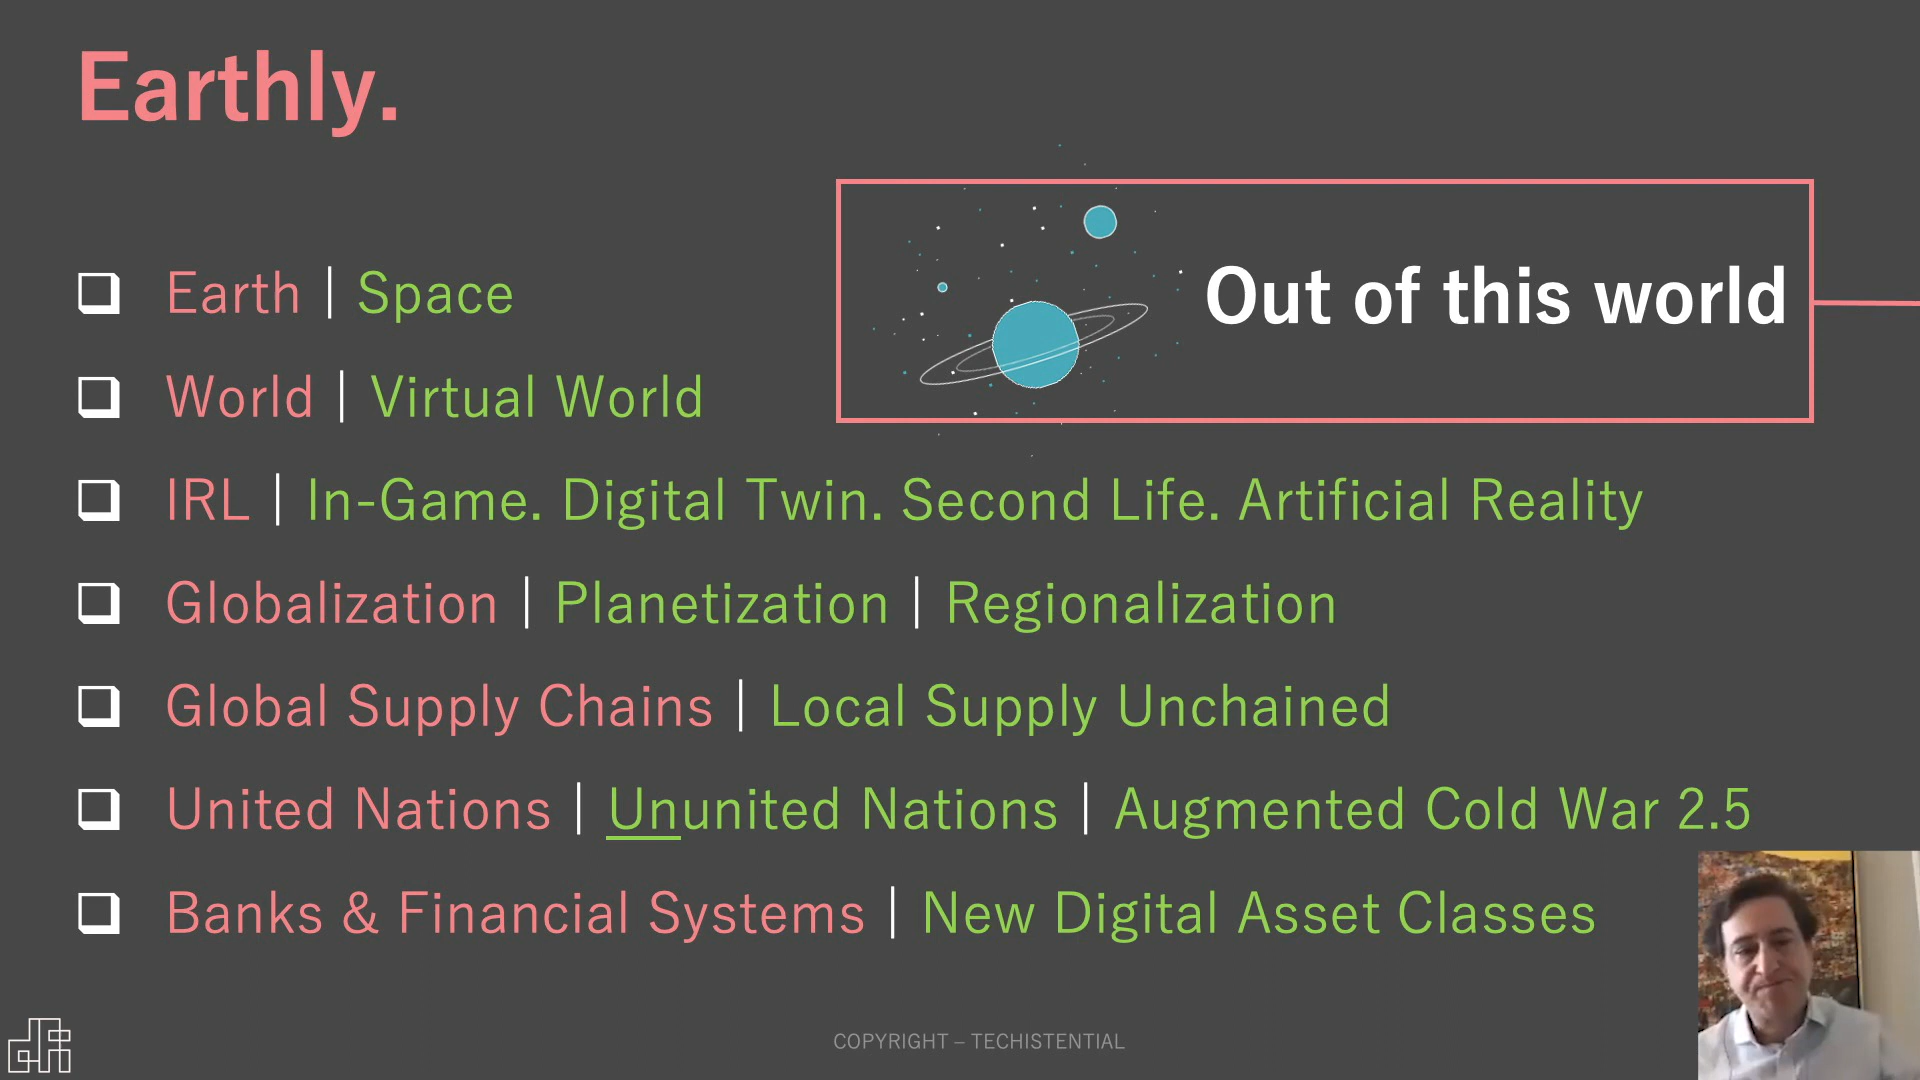 Earthly.
Out of this world
Earth | Space
World | Virtual World
IRL | In-Game. Digital Twin. Second Life. Artificial Reality
Globalization | Planetization | Regionalization
Global Supply Chains | Local Supply Unchained
United Nations | Ununited Nations | Augmented Cold War 2.5
Banks & Financial Systems | New Digital Asset Classes
COPYRIGHT – TECHISTENTIAL